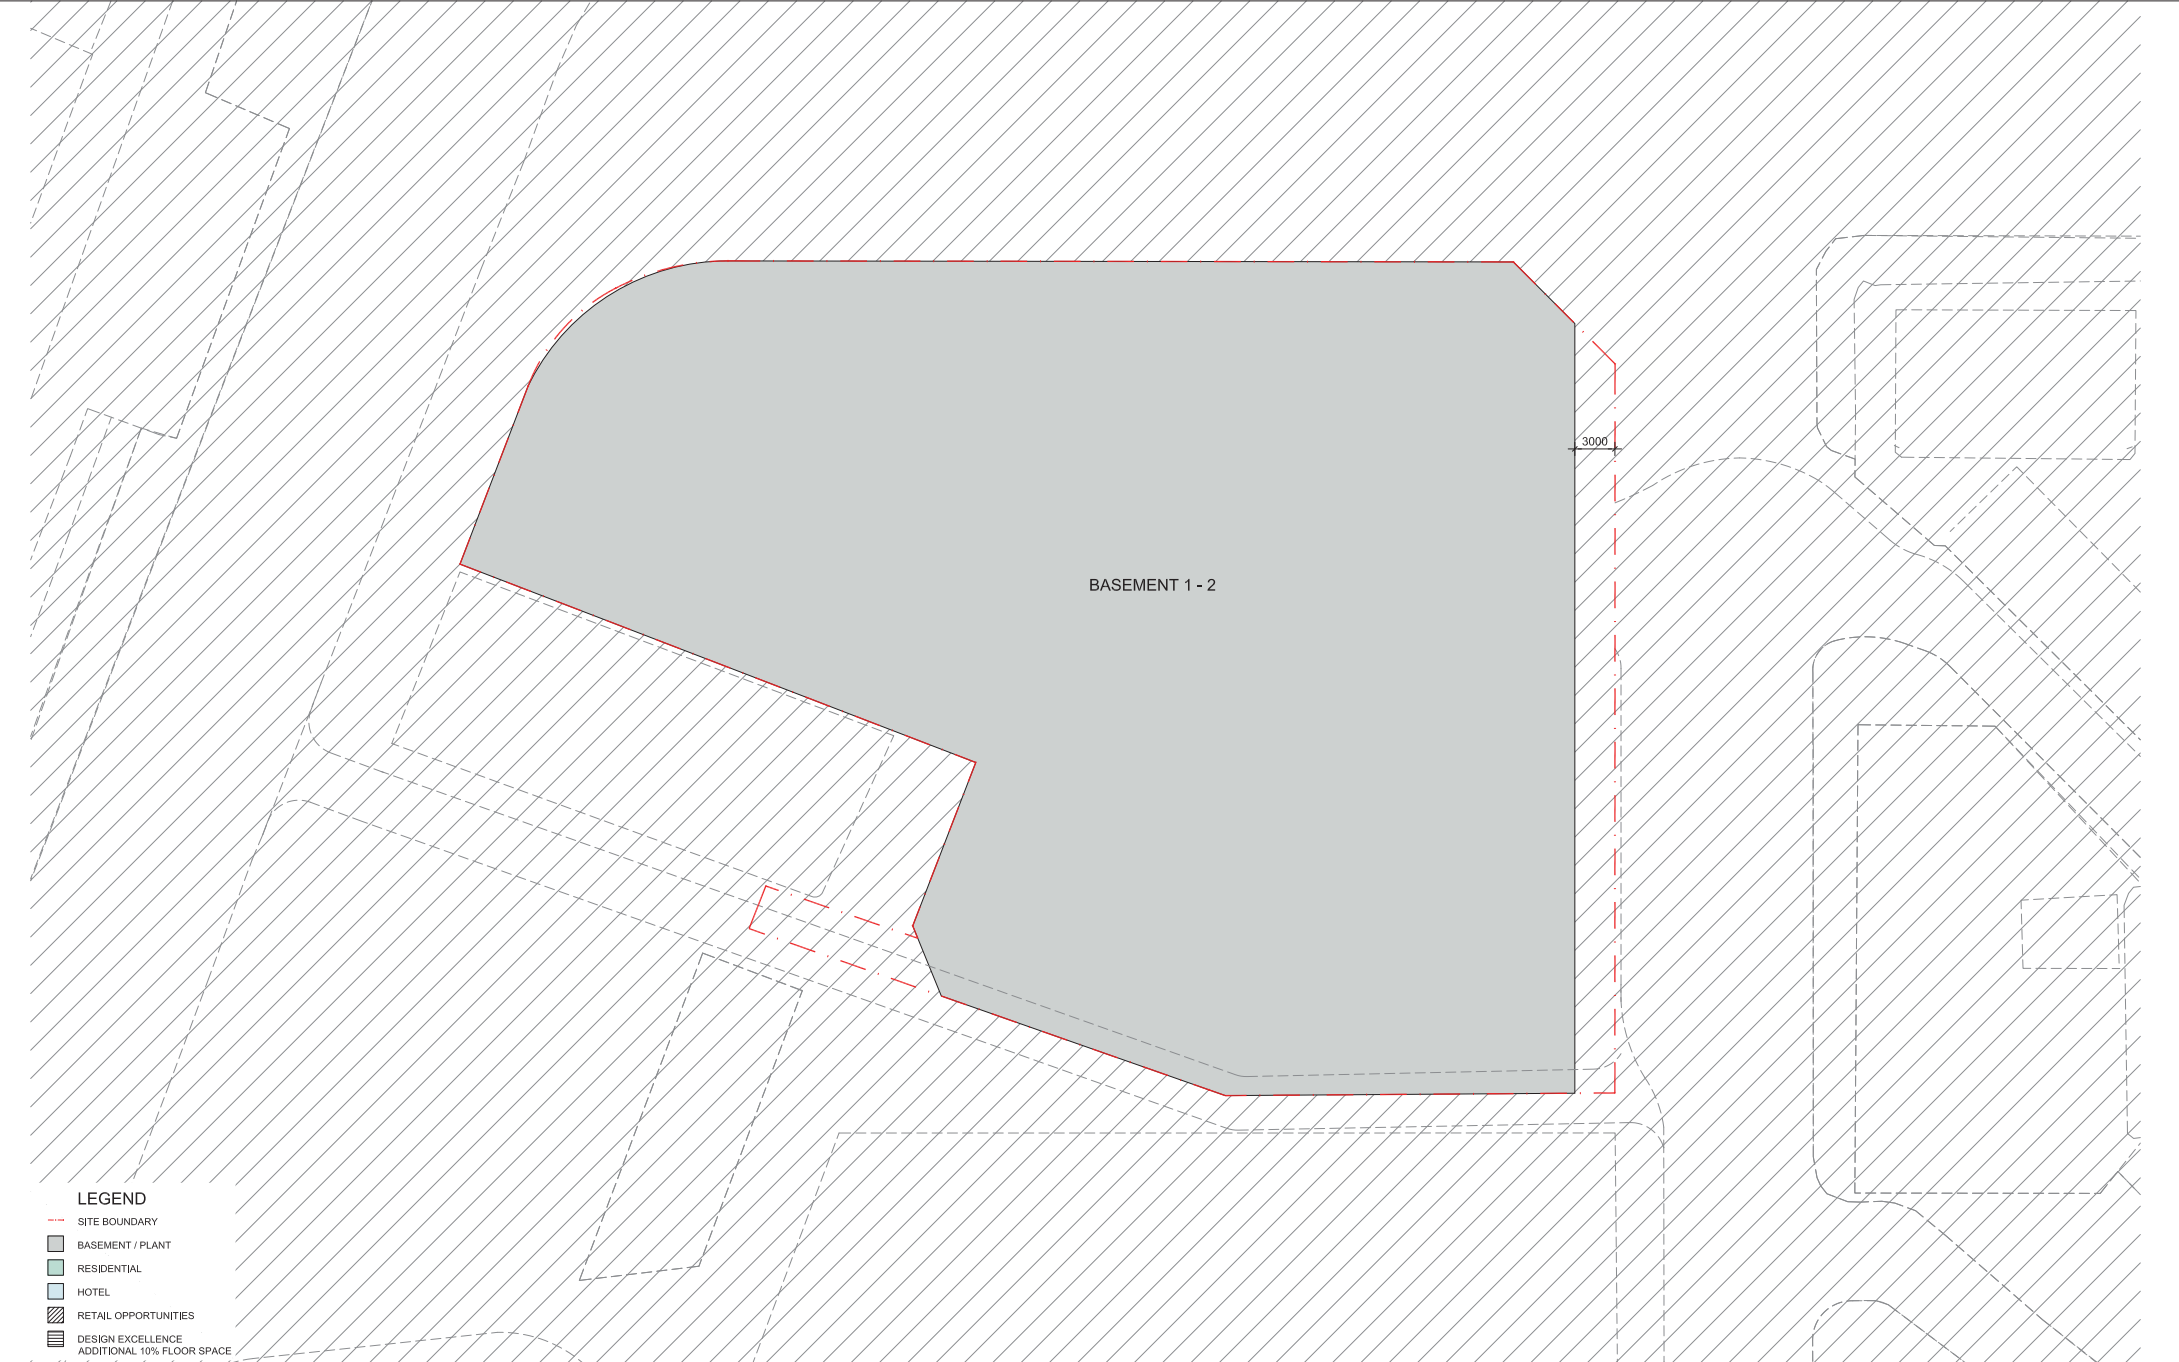 3000
BASEMENT 1 - 2
LEGEND
SITE BOUNDARY
BASEMENT / PLANT
RESIDENTIAL
HOTEL
RETAIL OPPORTUNITIES
DESIGN EXCELLENCE
ADDITIONAL 10% FLOOR SPACE